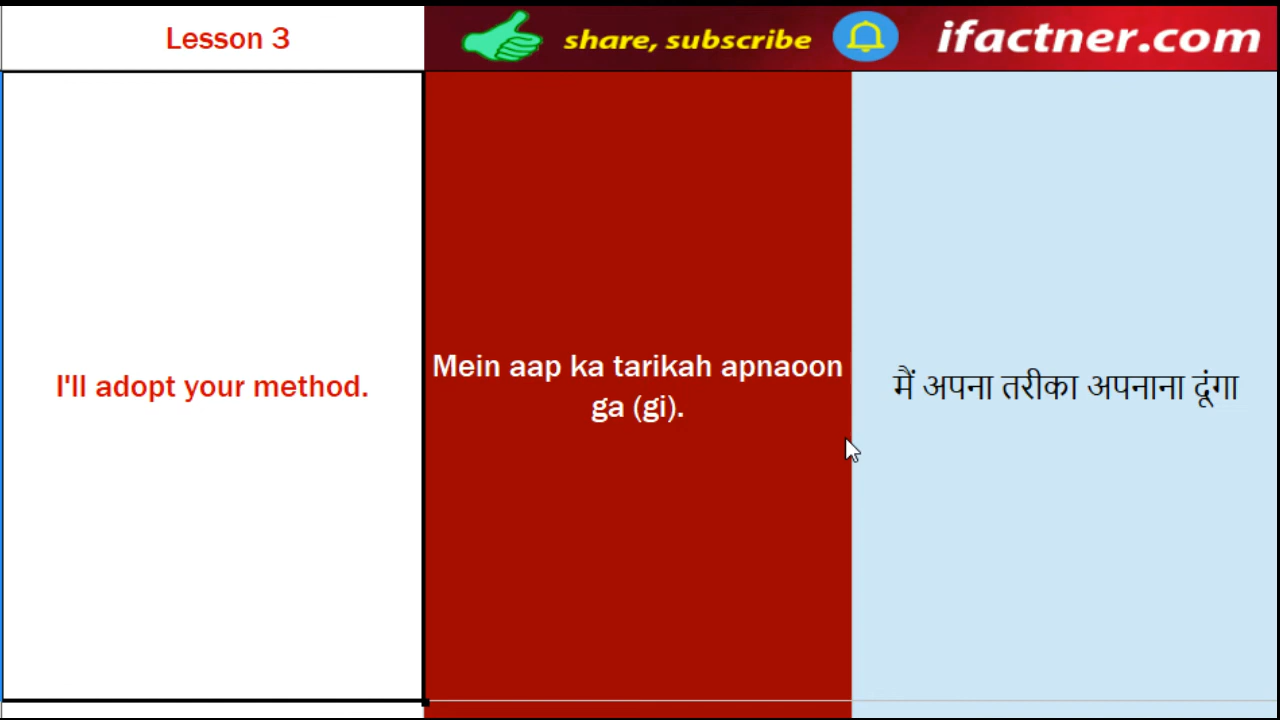 Lesson 3
share, subscribe
ifactner.com
I'll adopt your method.
Mein aap ka tarikah apnaoon
ga (gi).
मैं अपना तरीका अपनाना दूंगा